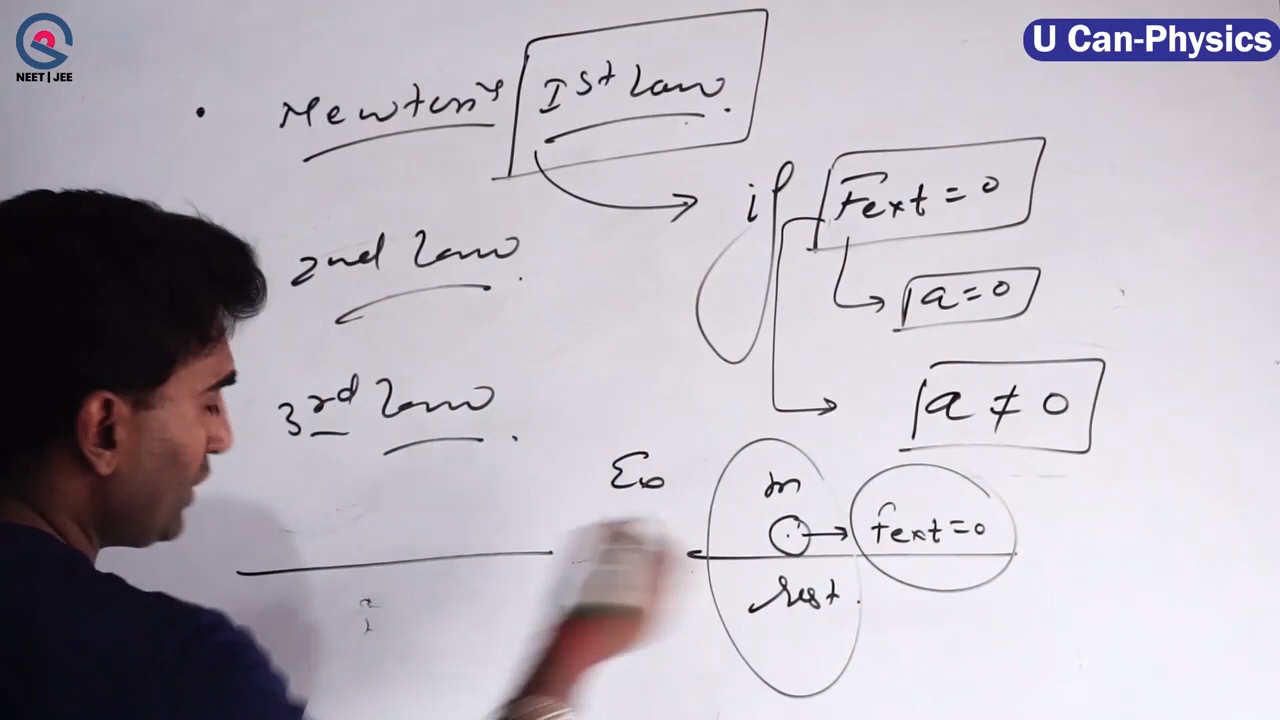 NEET | JEE
U Can-Physics
• Newton's Ist Law.
if Fext = 0
2nd Law.
a = 0
3rd Law.
a ≠ 0
Ex
m
Fext = 0
rest.